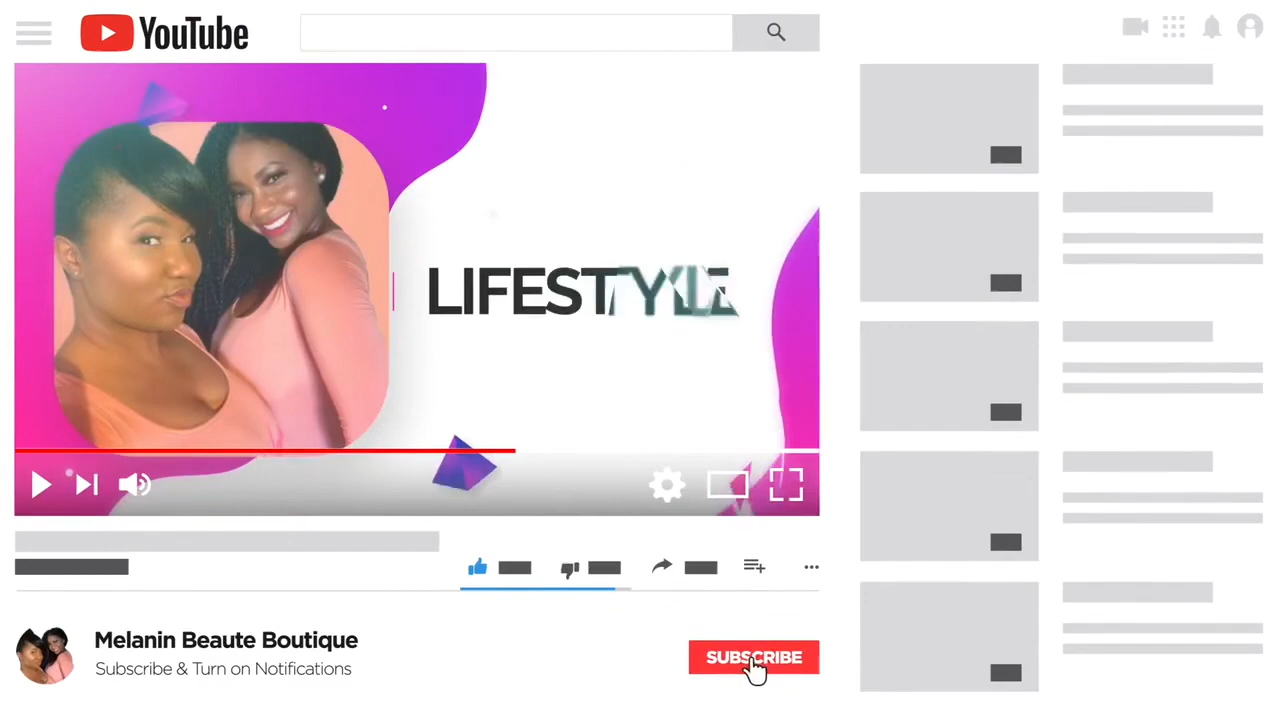 YouTube
LIFESTYLE
Melanin Beaute Boutique
Subscribe & Turn on Notifications
SUBSCRIBE